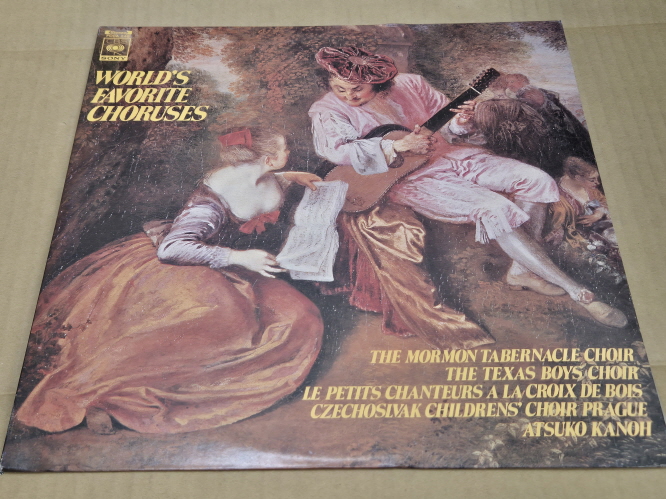 CBS
SONY
WORLD'S
FAVORITE
CHORUSES
THE MORMON TABERNACLE CHOIR
THE TEXAS BOYS CHOIR
LE PETITS CHANTEURS A LA CROIX DE BOIS
CZECHOSIVAK CHILDRENS' CHOIR PRAGUE
ATSUKO KANOH